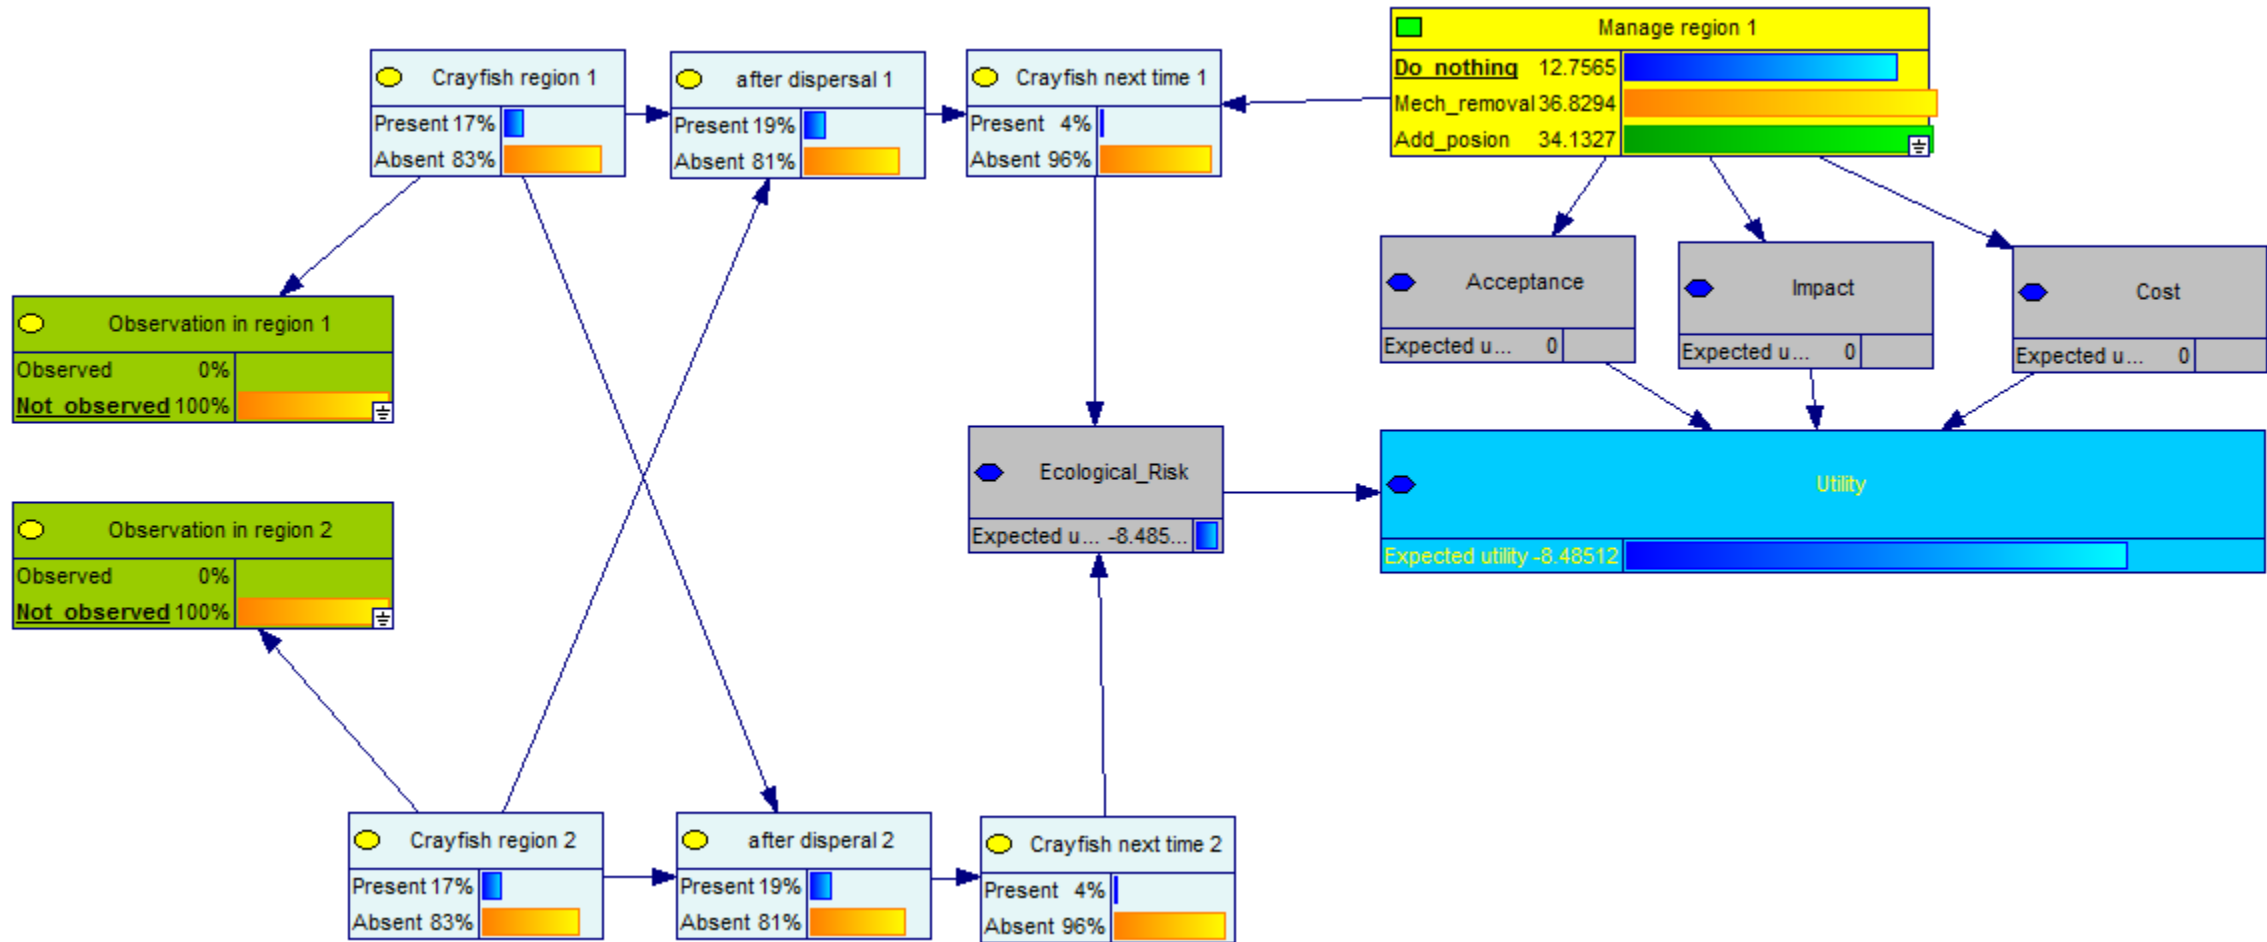 Manage region 1
Do_nothing 12.7565
Mech_removal 36.8294
Add_posion 34.1327
Crayfish region 1
Present 17%
Absent 83%
after dispersal 1
Present 19%
Absent 81%
Crayfish next time 1
Present 4%
Absent 96%
Acceptance
Expected u... 0
Impact
Expected u... 0
Cost
Expected u... 0
Observation in region 1
Observed 0%
Not_observed 100%
Ecological_Risk
Expected u... -8.485...
Utility
Expected utility -8.48512
Observation in region 2
Observed 0%
Not_observed 100%
Crayfish region 2
Present 17%
Absent 83%
after disperal 2
Present 19%
Absent 81%
Crayfish next time 2
Present 4%
Absent 96%